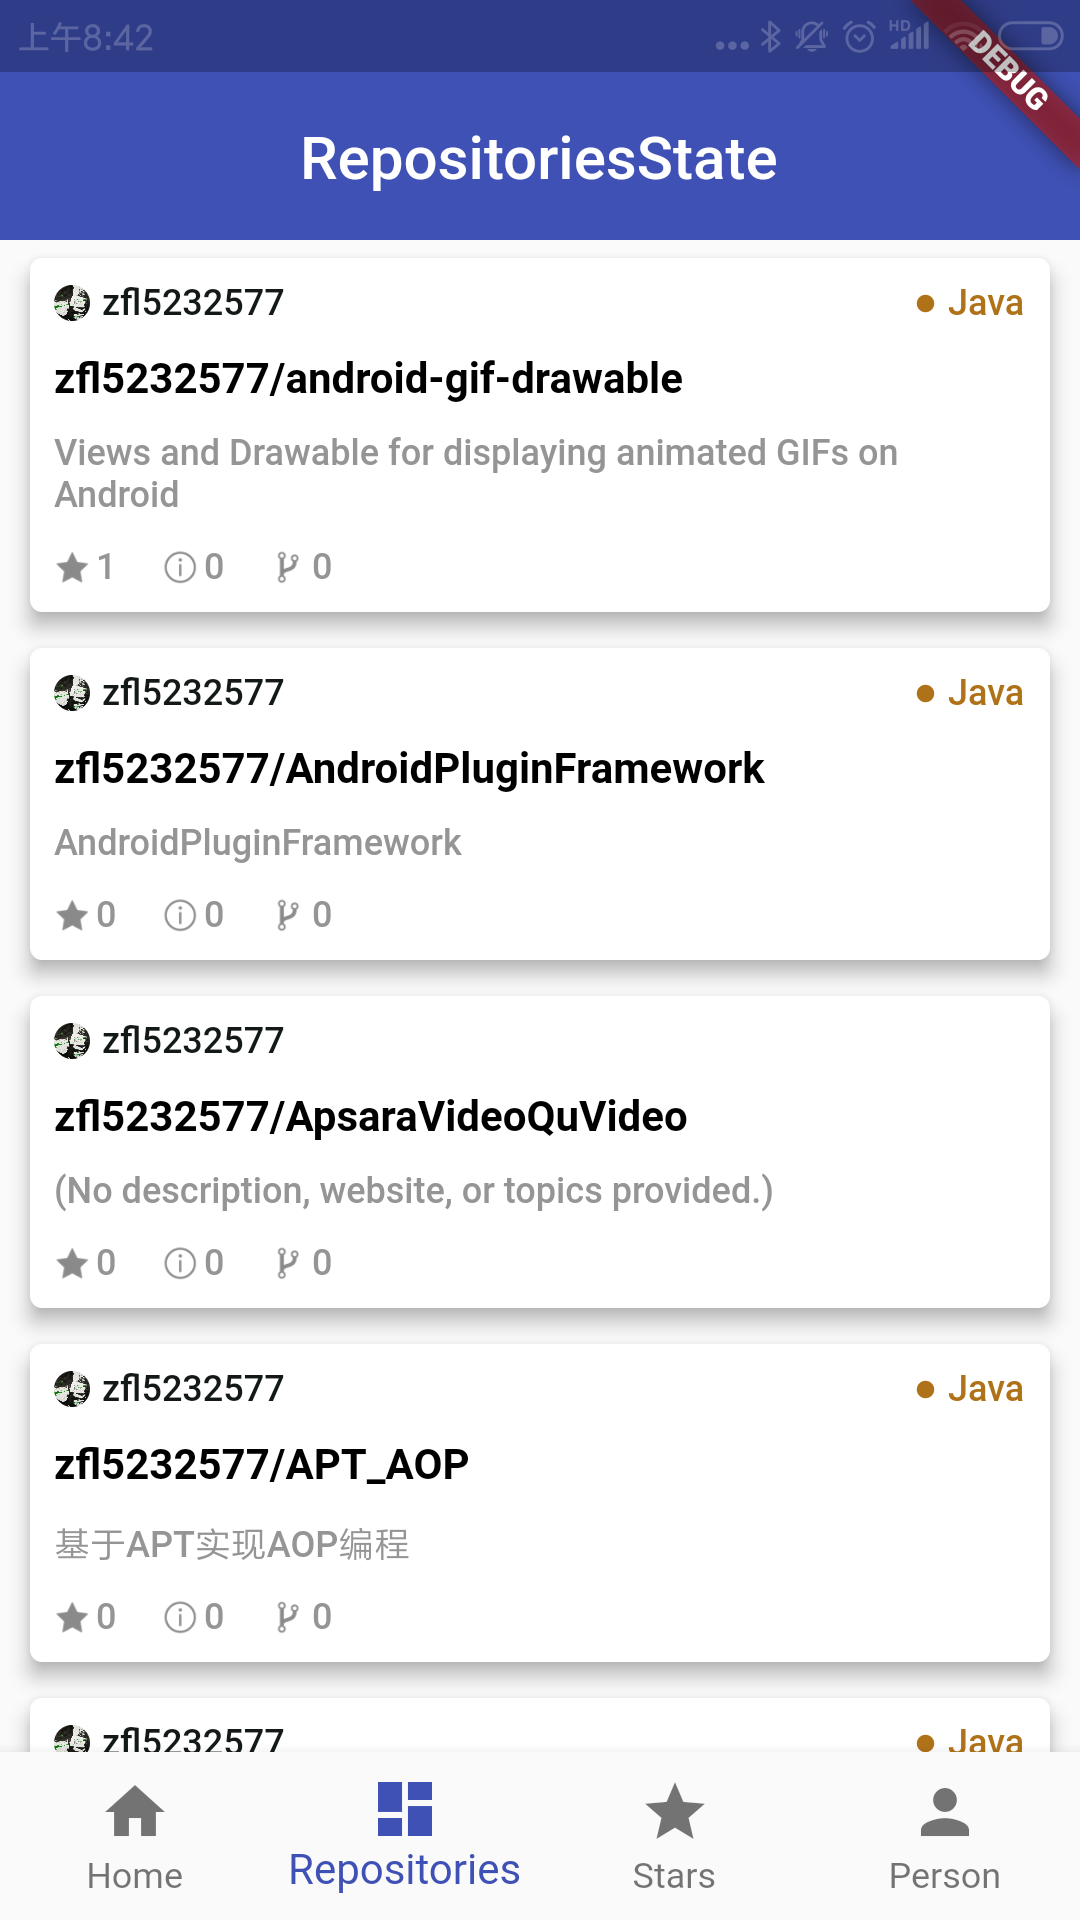 上午8:42
HD
DEBUG
RepositoriesState
zfl5232577
Java
zfl5232577/android-gif-drawable
Views and Drawable for displaying animated GIFs on
Android
1 0 0
zfl5232577
Java
zfl5232577/AndroidPluginFramework
AndroidPluginFramework
0 0 0
zfl5232577
zfl5232577/ApsaraVideoQuVideo
(No description, website, or topics provided.)
0 0 0
zfl5232577
Java
zfl5232577/APT_AOP
基于APT实现AOP编程
0 0 0
zfl5232577
Java
Home
Repositories
Stars
Person